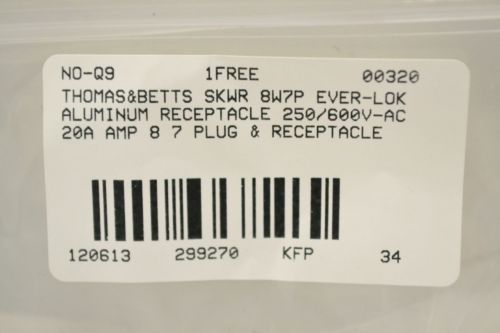 NO-Q9 1FREE 00320
THOMAS&BETTS SKWR 8W7P EVER-LOK
ALUMINUM RECEPTACLE 250/600V-AC
20A AMP 8 7 PLUG & RECEPTACLE
120613 299270 KFP 34